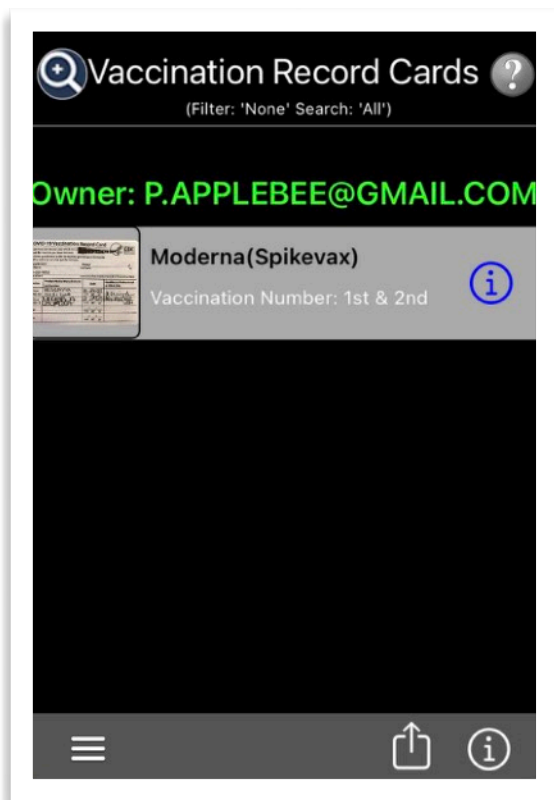 Vaccination Record Cards
(Filter: 'None' Search: 'All')
Owner: P.APPLEBEE@GMAIL.COM
Moderna(Spikevax)
Vaccination Number: 1st & 2nd